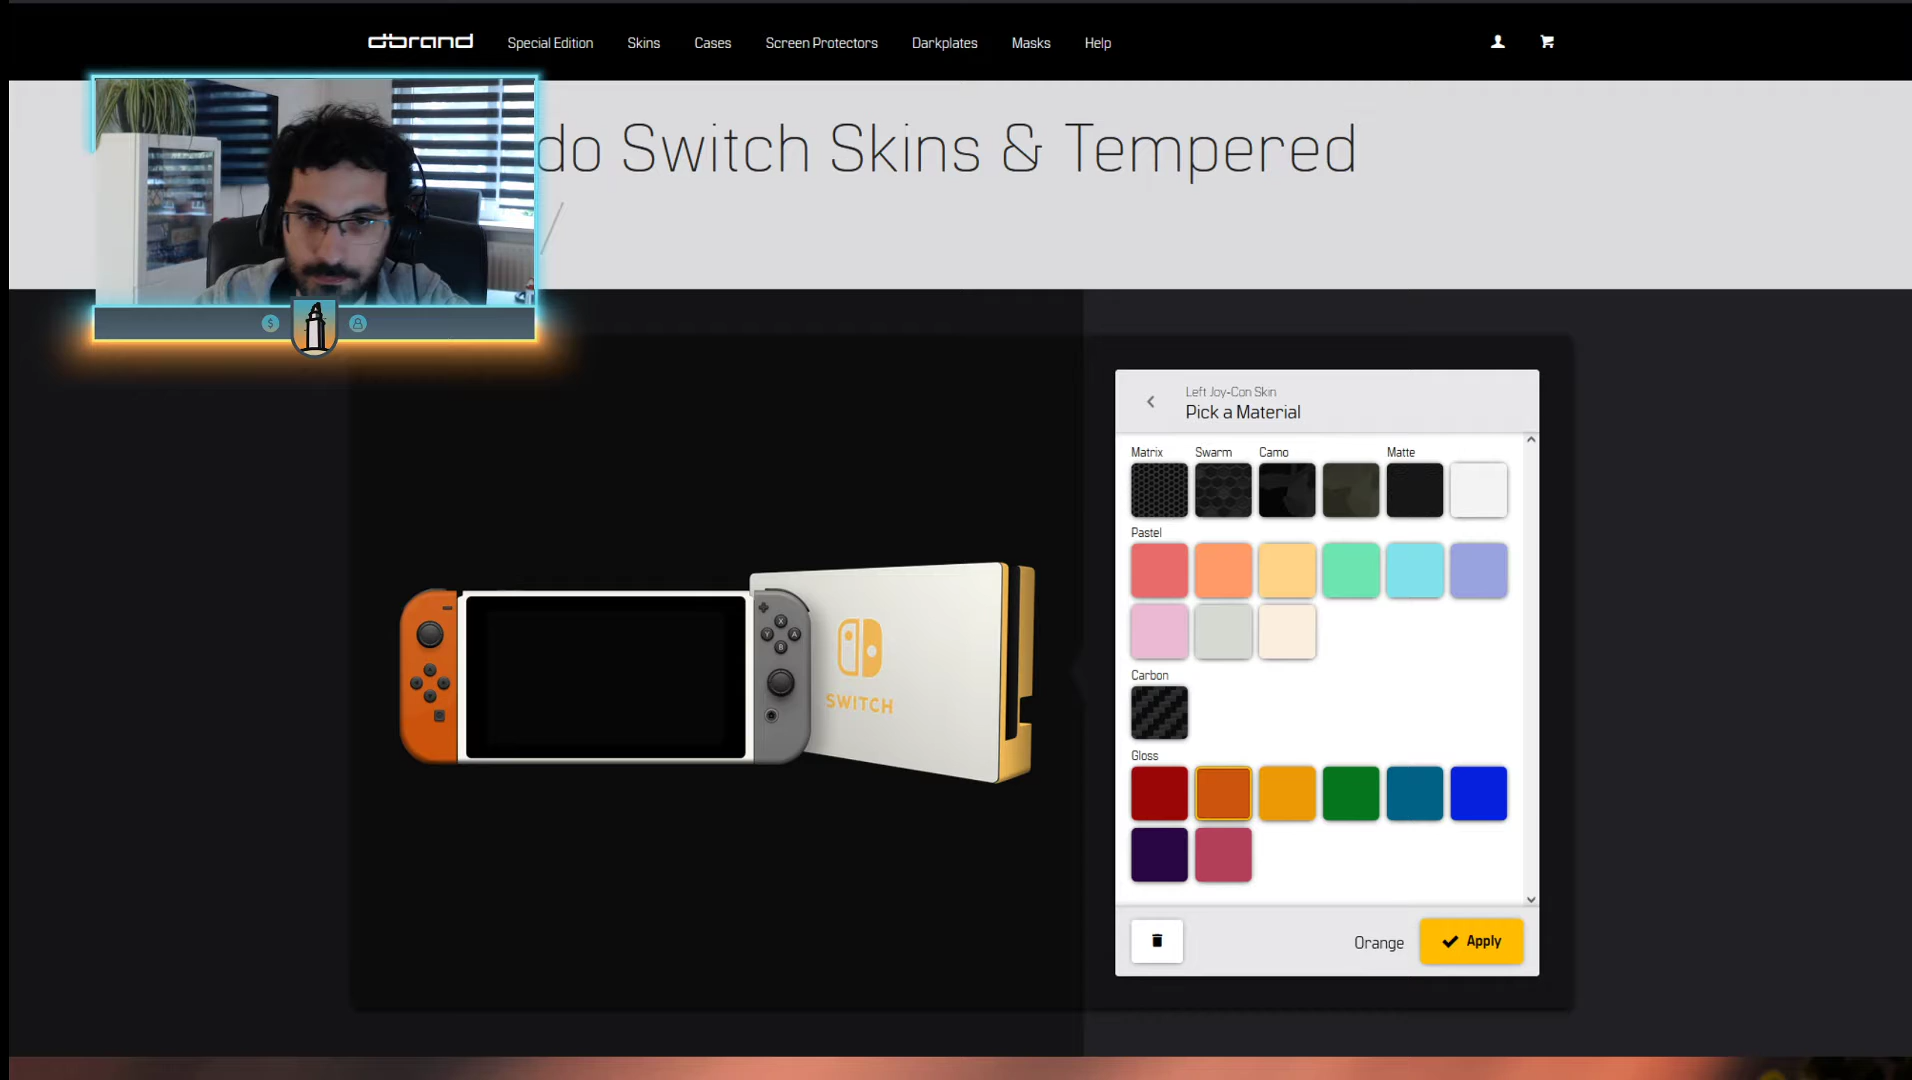 dbrand
Special Edition
Skins
Cases
Screen Protectors
Darkplates
Masks
Help
do Switch Skins & Tempered
Left Joy-Con Skin
Pick a Material
Matrix
Swarm
Camo
Matte
Pastel
Carbon
Gloss
X
Y
A
B
SWITCH
$
Orange
Apply